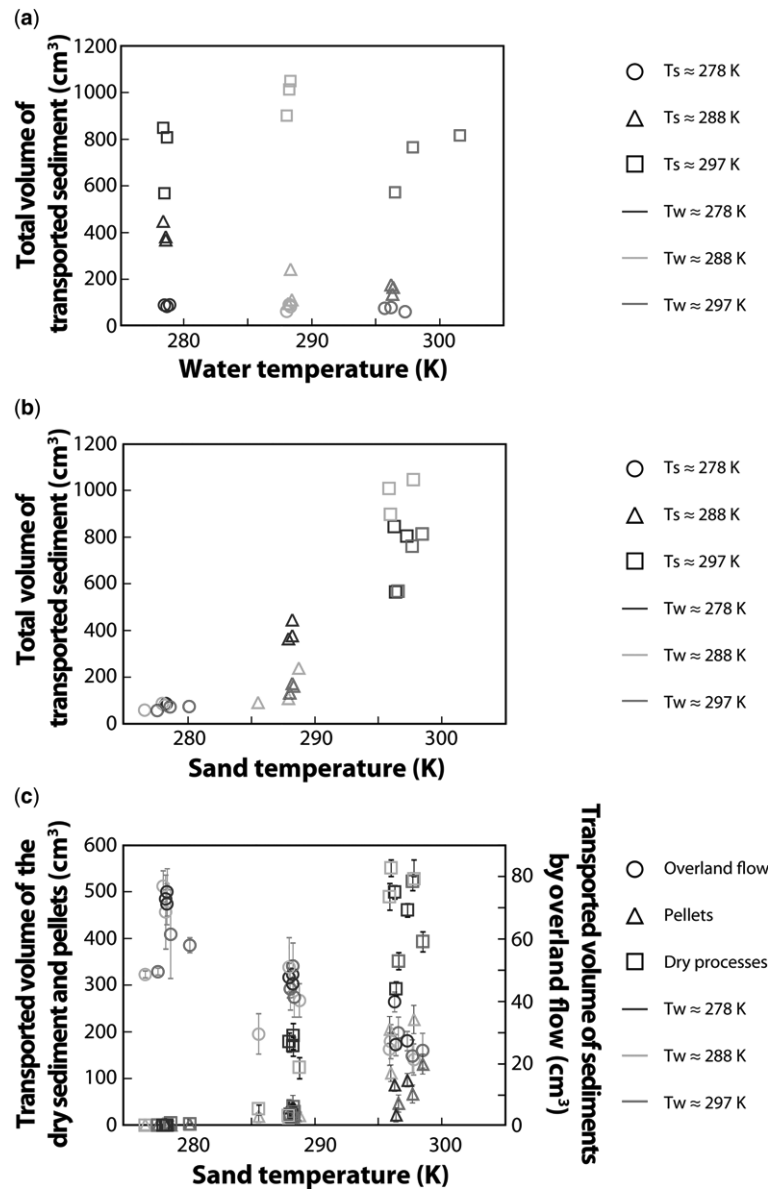 (a)
Total volume of
transported sediment (cm³)
1200
1000
800
600
400
200
0
280
290
300
Water temperature (K)
Ts ≈ 278 K
Ts ≈ 288 K
Ts ≈ 297 K
Tw ≈ 278 K
Tw ≈ 288 K
Tw ≈ 297 K
(b)
Total volume of
transported sediment (cm³)
1200
1000
800
600
400
200
0
280
290
300
Sand temperature (K)
Ts ≈ 278 K
Ts ≈ 288 K
Ts ≈ 297 K
Tw ≈ 278 K
Tw ≈ 288 K
Tw ≈ 297 K
(c)
Transported volume of the
dry sediment and pellets (cm³)
600
500
400
300
200
100
0
280
290
300
Sand temperature (K)
80
60
40
20
0
Transported volume of sediments
by overland flow (cm³)
Overland flow
Pellets
Dry processes
Tw ≈ 278 K
Tw ≈ 288 K
Tw ≈ 297 K